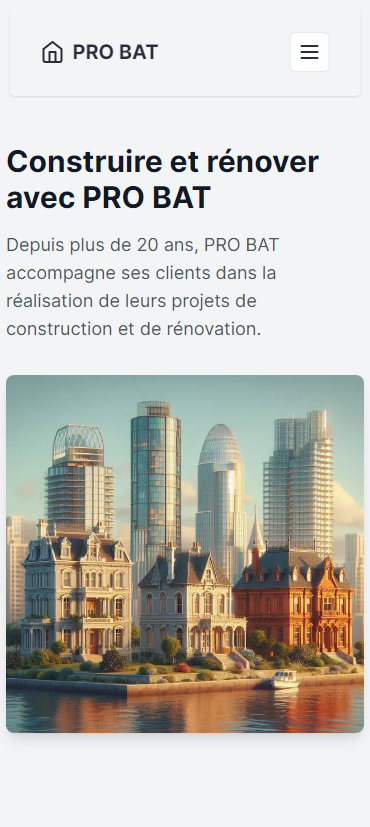 PRO BAT
Construire et rénover
avec PRO BAT
Depuis plus de 20 ans, PRO BAT
accompagne ses clients dans la
réalisation de leurs projets de
construction et de rénovation.